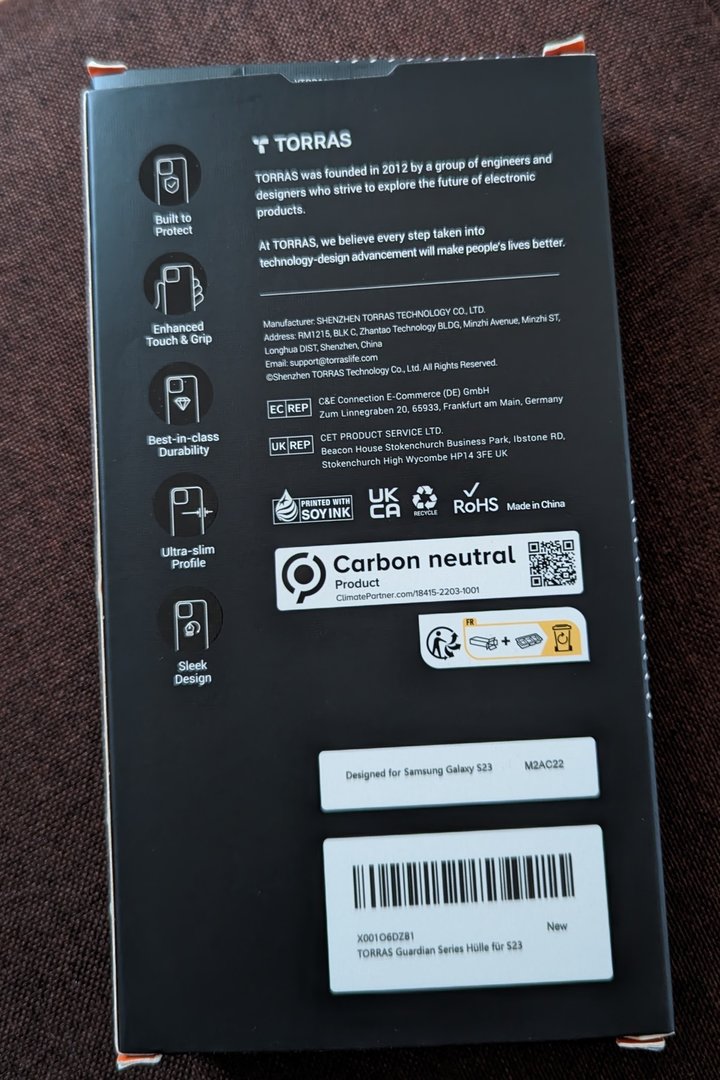 TORRAS
TORRAS was founded in 2012 by a group of engineers and
designers who strive to explore the future of electronic
products.
At TORRAS, we believe every step taken into
technology-design advancement will make people's lives better.
Built to
Protect
Enhanced
Touch & Grip
Best-in-class
Durability
Ultra-slim
Profile
Sleek
Design
Manufacturer: SHENZHEN TORRAS TECHNOLOGY CO., LTD.
Address: RM1215, BLK C, Zhantao Technology BLDG, Minzhi Avenue, Minzhi ST,
Longhua DIST, Shenzhen, China
Email: support@torraslife.com
©Shenzhen TORRAS Technology Co., Ltd. All Rights Reserved.
EC REP
C&E Connection E-Commerce (DE) GmbH
Zum Linnegraben 20, 65933, Frankfurt am Main, Germany
UK REP
CET PRODUCT SERVICE LTD.
Beacon House Stokenchurch Business Park, Ibstone RD,
Stokenchurch High Wycombe HP14 3FE UK
PRINTED WITH
SOY INK
UK
CA
RECYCLE
RoHS
Made in China
Carbon neutral
Product
ClimatePartner.com/18415-2203-1001
FR
+
Designed for Samsung Galaxy S23 M2AC22
X001O6DZB1
New
TORRAS Guardian Series Hülle für S23